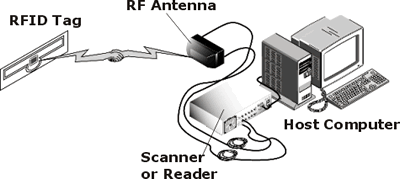 RF Antenna
RFID Tag
Host Computer
Scanner
or Reader